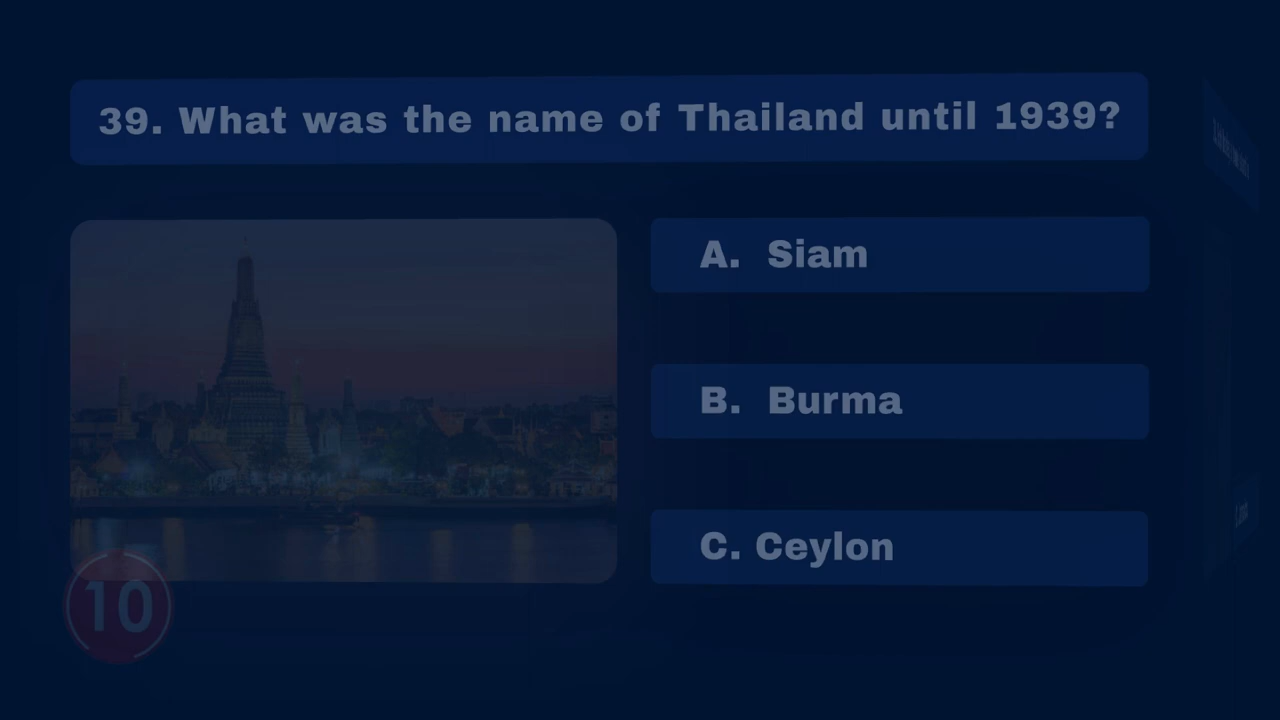 39. What was the name of Thailand until 1939?
A. Siam
B. Burma
C. Ceylon
10